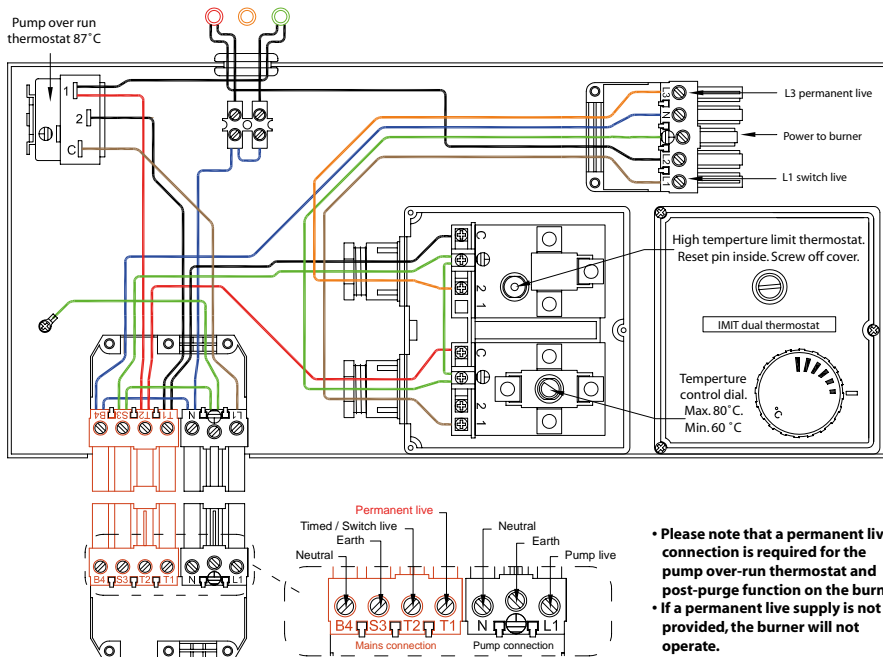 Pump over run
thermostat 87˚C
1
2
C
L3
N
L2
L1
L3 permanent live
Power to burner
L1 switch live
C
2
1
C
2
1
High temperture limit thermostat.
Reset pin inside. Screw off cover.
IMIT dual thermostat
Temperture
control dial.
Max. 80˚C.
Min. 60 ˚C
°C
B4 S3 T2 T1 N L1
B4 S3 T2 T1 N L1
Permanent live
Timed / Switch live
Earth
Neutral
Neutral
Earth
Pump live
B4 S3 T2 T1 N L1
Mains connection
Pump connection
• Please note that a permanent liv
connection is required for the
pump over-run thermostat and
post-purge function on the burn
• If a permanent live supply is not
provided, the burner will not
operate.